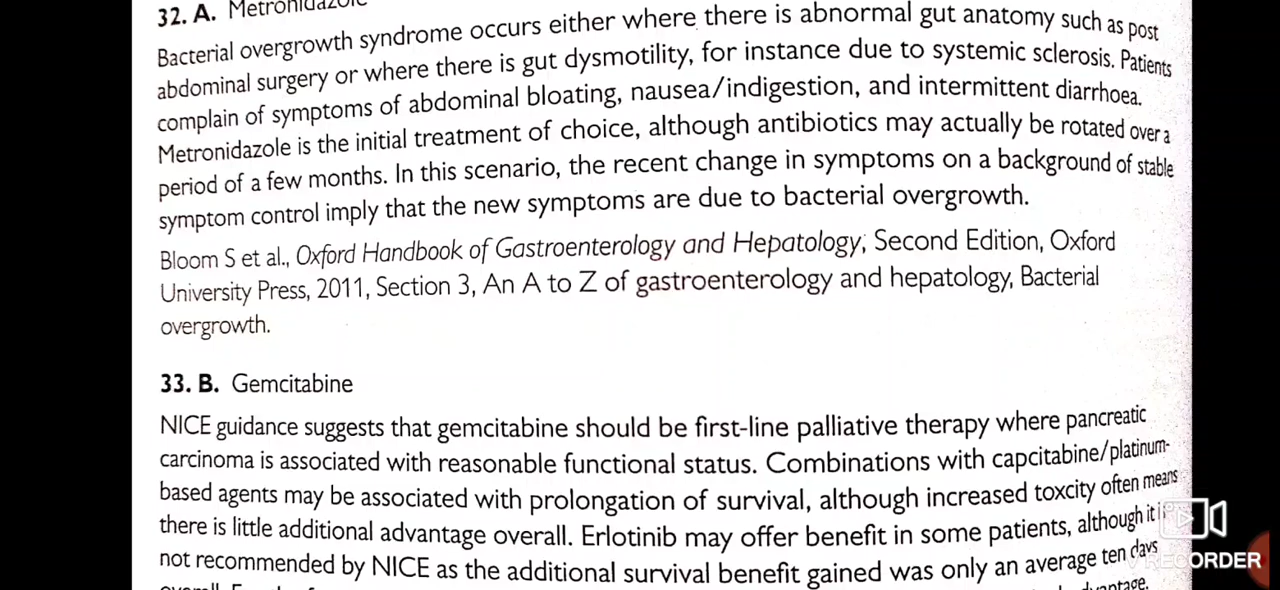 32. A. Metronidazole
Bacterial overgrowth syndrome occurs either where there is abnormal gut anatomy such as post
abdominal surgery or where there is gut dysmotility, for instance due to systemic sclerosis. Patients
complain of symptoms of abdominal bloating, nausea/indigestion, and intermittent diarrhoea.
Metronidazole is the initial treatment of choice, although antibiotics may actually be rotated over a
period of a few months. In this scenario, the recent change in symptoms on a background of stable
symptom control imply that the new symptoms are due to bacterial overgrowth.
Bloom S et al., Oxford Handbook of Gastroenterology and Hepatology, Second Edition, Oxford
University Press, 2011, Section 3, An A to Z of gastroenterology and hepatology, Bacterial
overgrowth.
33. B. Gemcitabine
NICE guidance suggests that gemcitabine should be first-line palliative therapy where pancreatic
carcinoma is associated with reasonable functional status. Combinations with capcitabine/platinum-
based agents may be associated with prolongation of survival, although increased toxcity often means
there is little additional advantage overall. Erlotinib may offer benefit in some patients, although it
not recommended by NICE as the additional survival benefit gained was only an average ten days
RECORDER